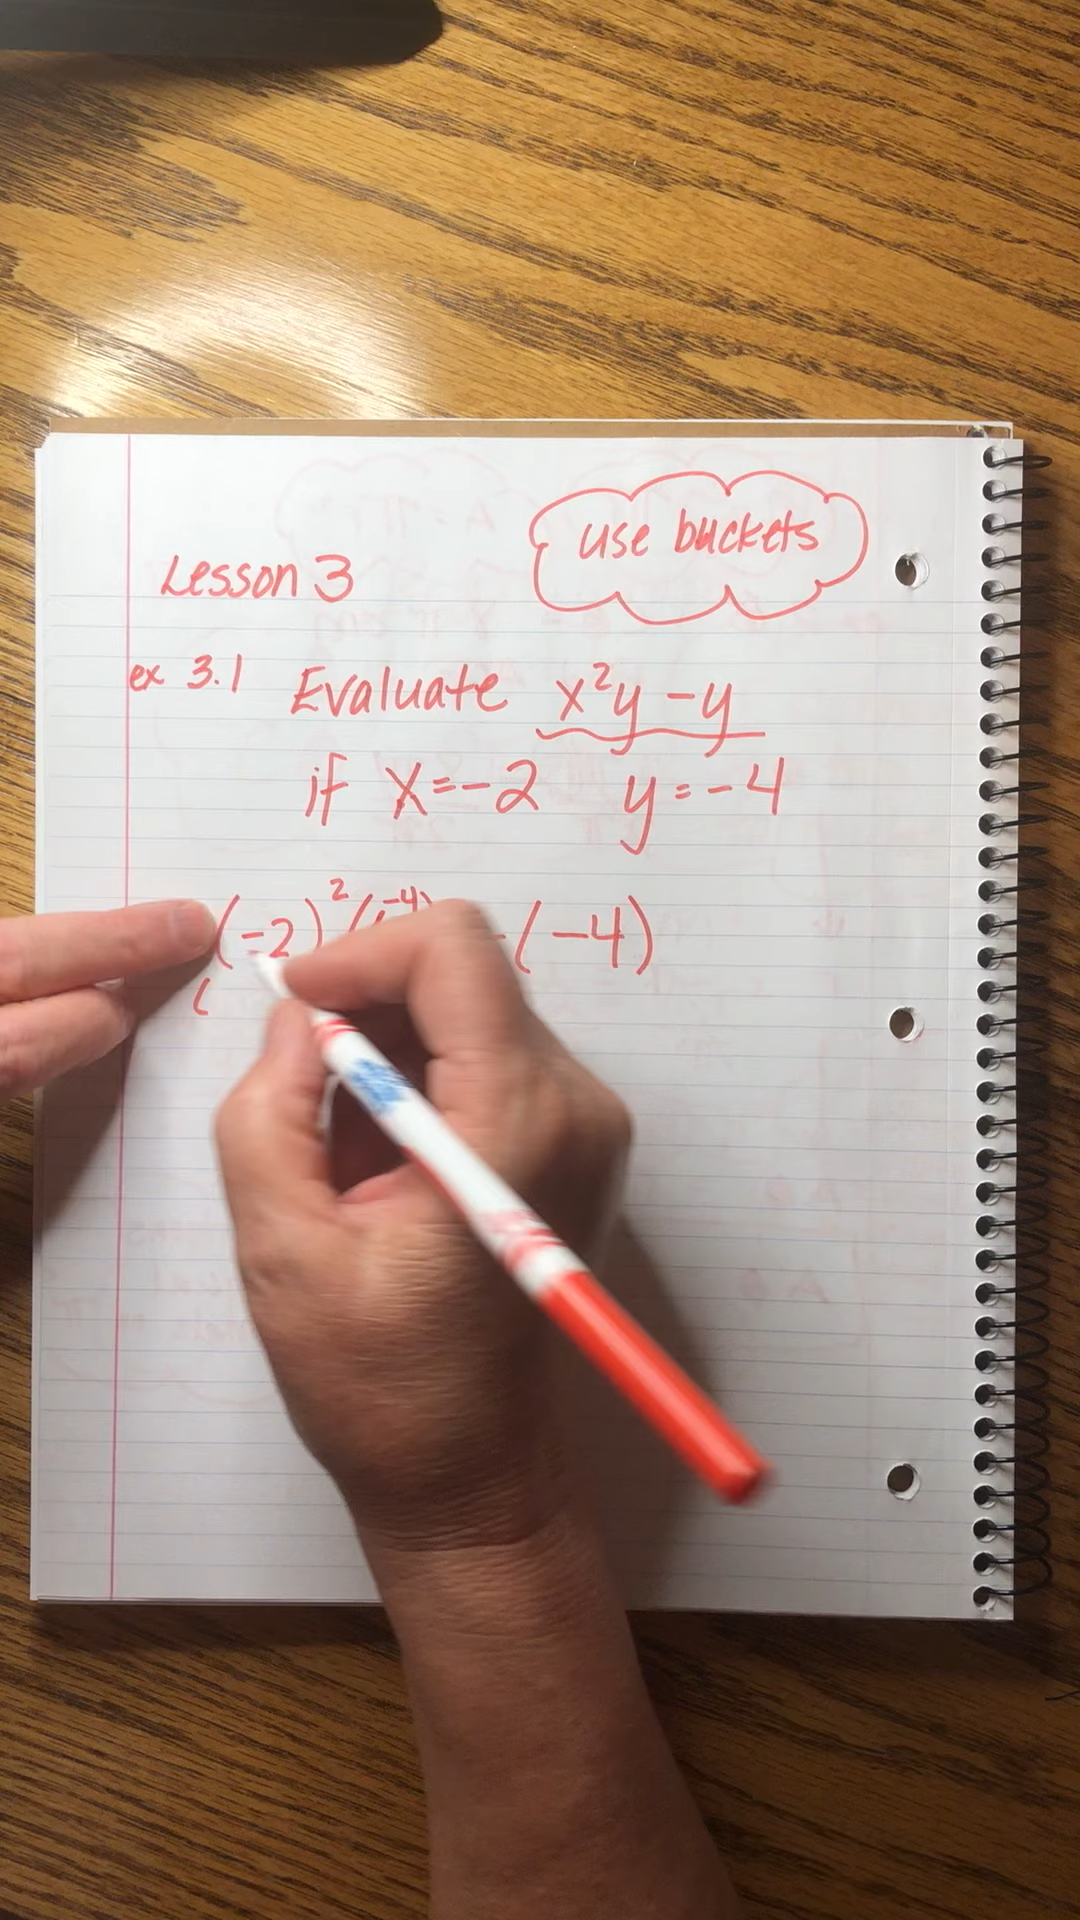 use buckets
Lesson 3
ex 3.1 Evaluate x²y - y
if x = -2 y = -4
(-2)²(-4) - (-4)
(